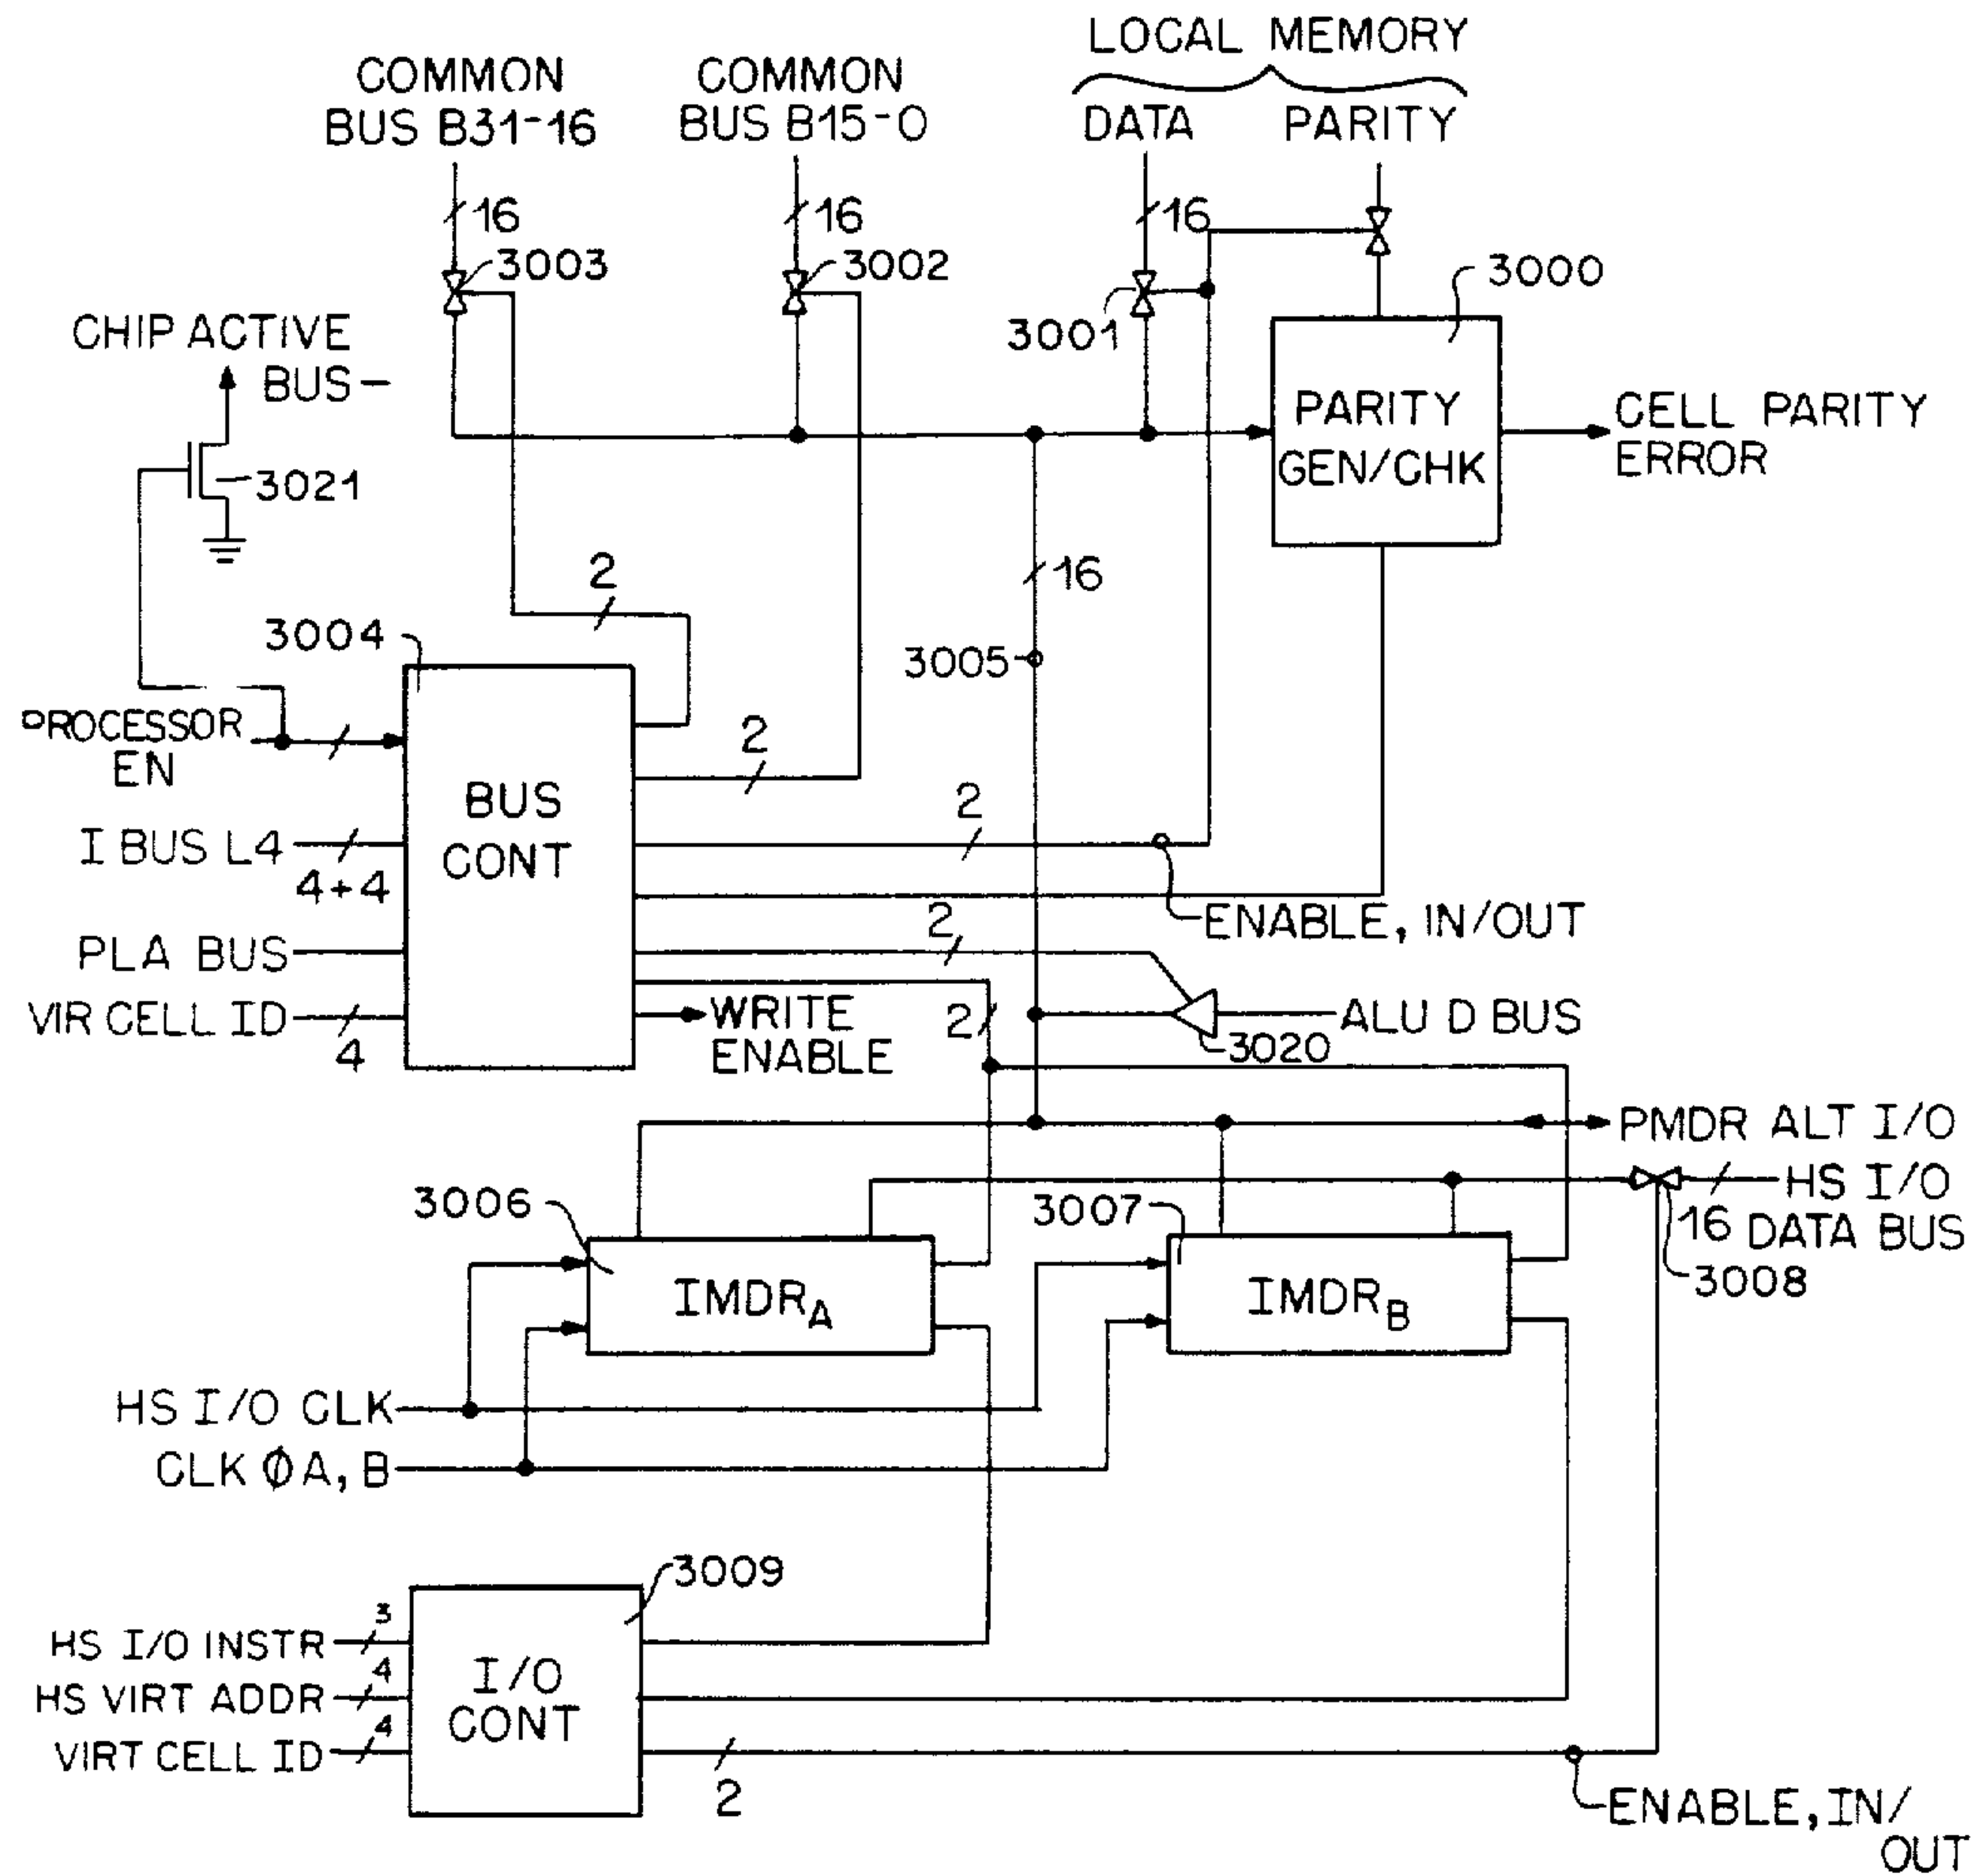 LOCAL MEMORY
COMMON
BUS B31-16
COMMON
BUS B15-0
DATA
PARITY
16
16
16
3003
3002
3001
3000
CHIP ACTIVE
BUS-
3021
PARITY
GEN/CHK
CELL PARITY
ERROR
2
16
3004
3005
PROCESSOR
EN
2
BUS
CONT
I BUS L4
4+4
2
ENABLE, IN/OUT
PLA BUS
2
VIR CELL ID
4
WRITE
ENABLE
2
ALU D BUS
3020
PMDR ALT I/O
HS I/O
DATA BUS
16
3008
3006
3007
IMDRA
IMDRB
HS I/O CLK
CLK ϕ A, B
3009
HS I/O INSTR
3
HS VIRT ADDR
4
VIRT CELL ID
4
I/O
CONT
2
ENABLE, IN/
OUT